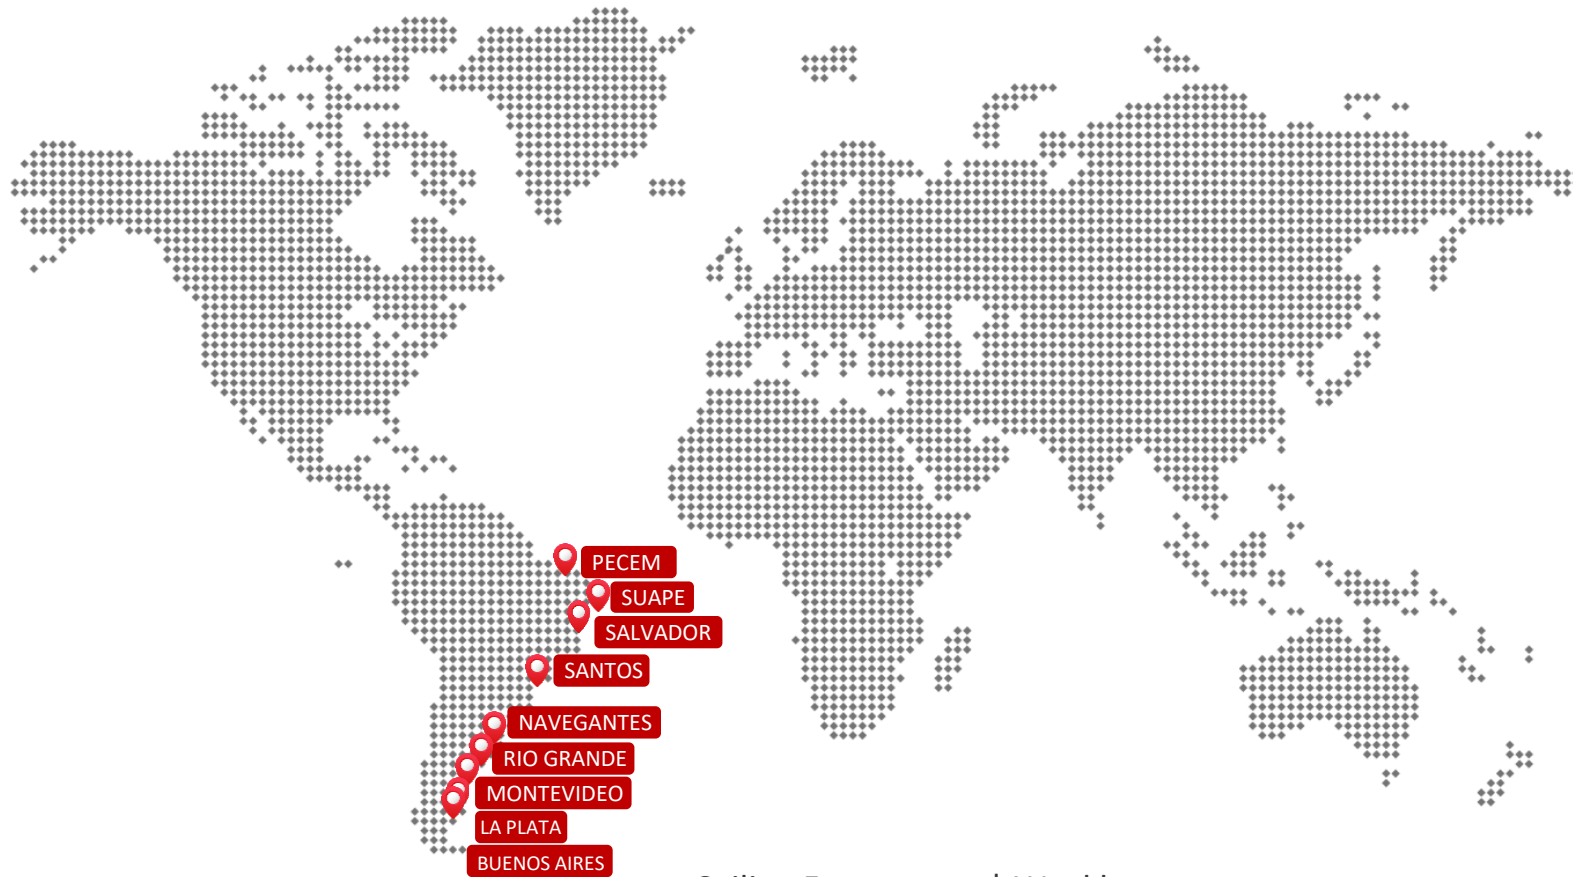 PECEM
SUAPE
SALVADOR
SANTOS
NAVEGANTES
RIO GRANDE
MONTEVIDEO
LA PLATA
BUENOS AIRES